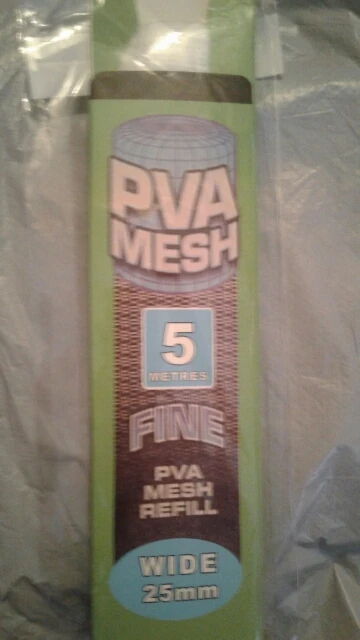 PVA
MESH
5
METRES
FINE
PVA
MESH
REFILL
WIDE
25mm